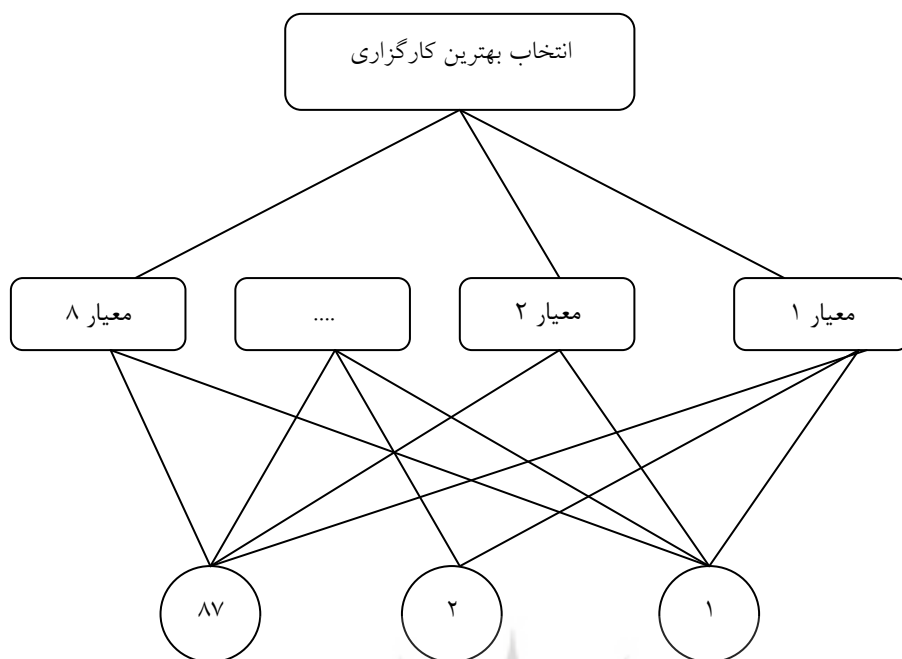 انتخاب بهترین کارگزاری
معیار ۱
معیار ۲
....
معیار ۸
۱
۲
۸۷